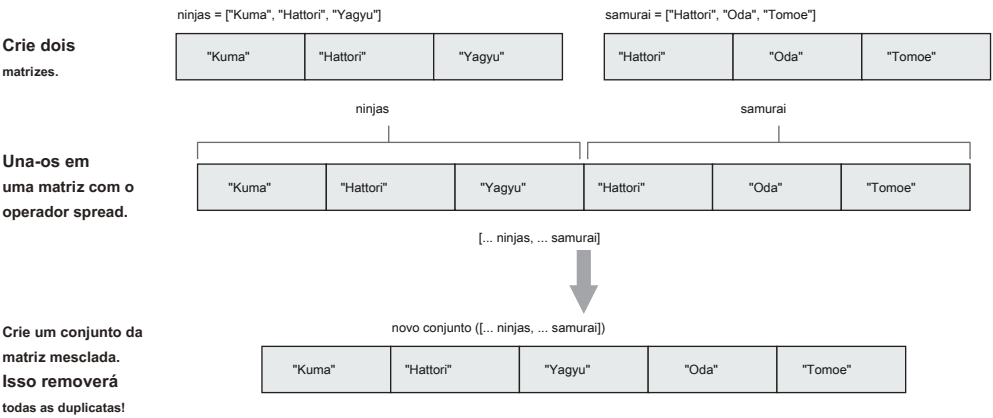 ninjas = ["Kuma", "Hattori", "Yagyu"]
samurai = ["Hattori", "Oda", "Tomoe"]
Crie dois
matrizes.
"Kuma" "Hattori" "Yagyu"
"Hattori" "Oda" "Tomoe"
ninjas
samurai
Una-os em
uma matriz com o
operador spread.
"Kuma" "Hattori" "Yagyu" "Hattori" "Oda" "Tomoe"
[... ninjas, ... samurai]
novo conjunto ([... ninjas, ... samurai])
Crie um conjunto da
matriz mesclada.
Isso removerá
todas as duplicatas!
"Kuma" "Hattori" "Yagyu" "Oda" "Tomoe"